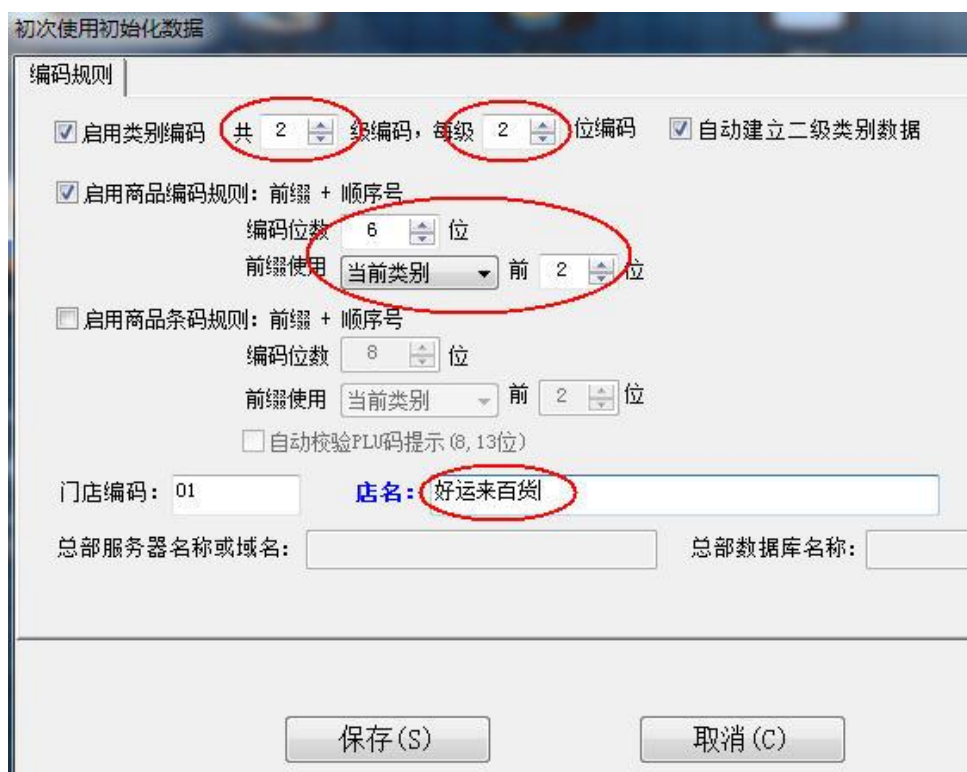 初次使用初始化数据
编码规则
启用类别编码 共 2 级编码，每级 2 位编码 自动建立二级类别数据
启用商品编码规则：前缀 + 顺序号
编码位数 6 位
前缀使用 当前类别 前 2 位
启用商品条码规则：前缀 + 顺序号
编码位数 8 位
前缀使用 当前类别 前 2 位
自动校验PLU码提示(8,13位)
门店编码：01 店名：好运来百货
总部服务器名称或域名： 总部数据库名称：
保存(S) 取消(C)